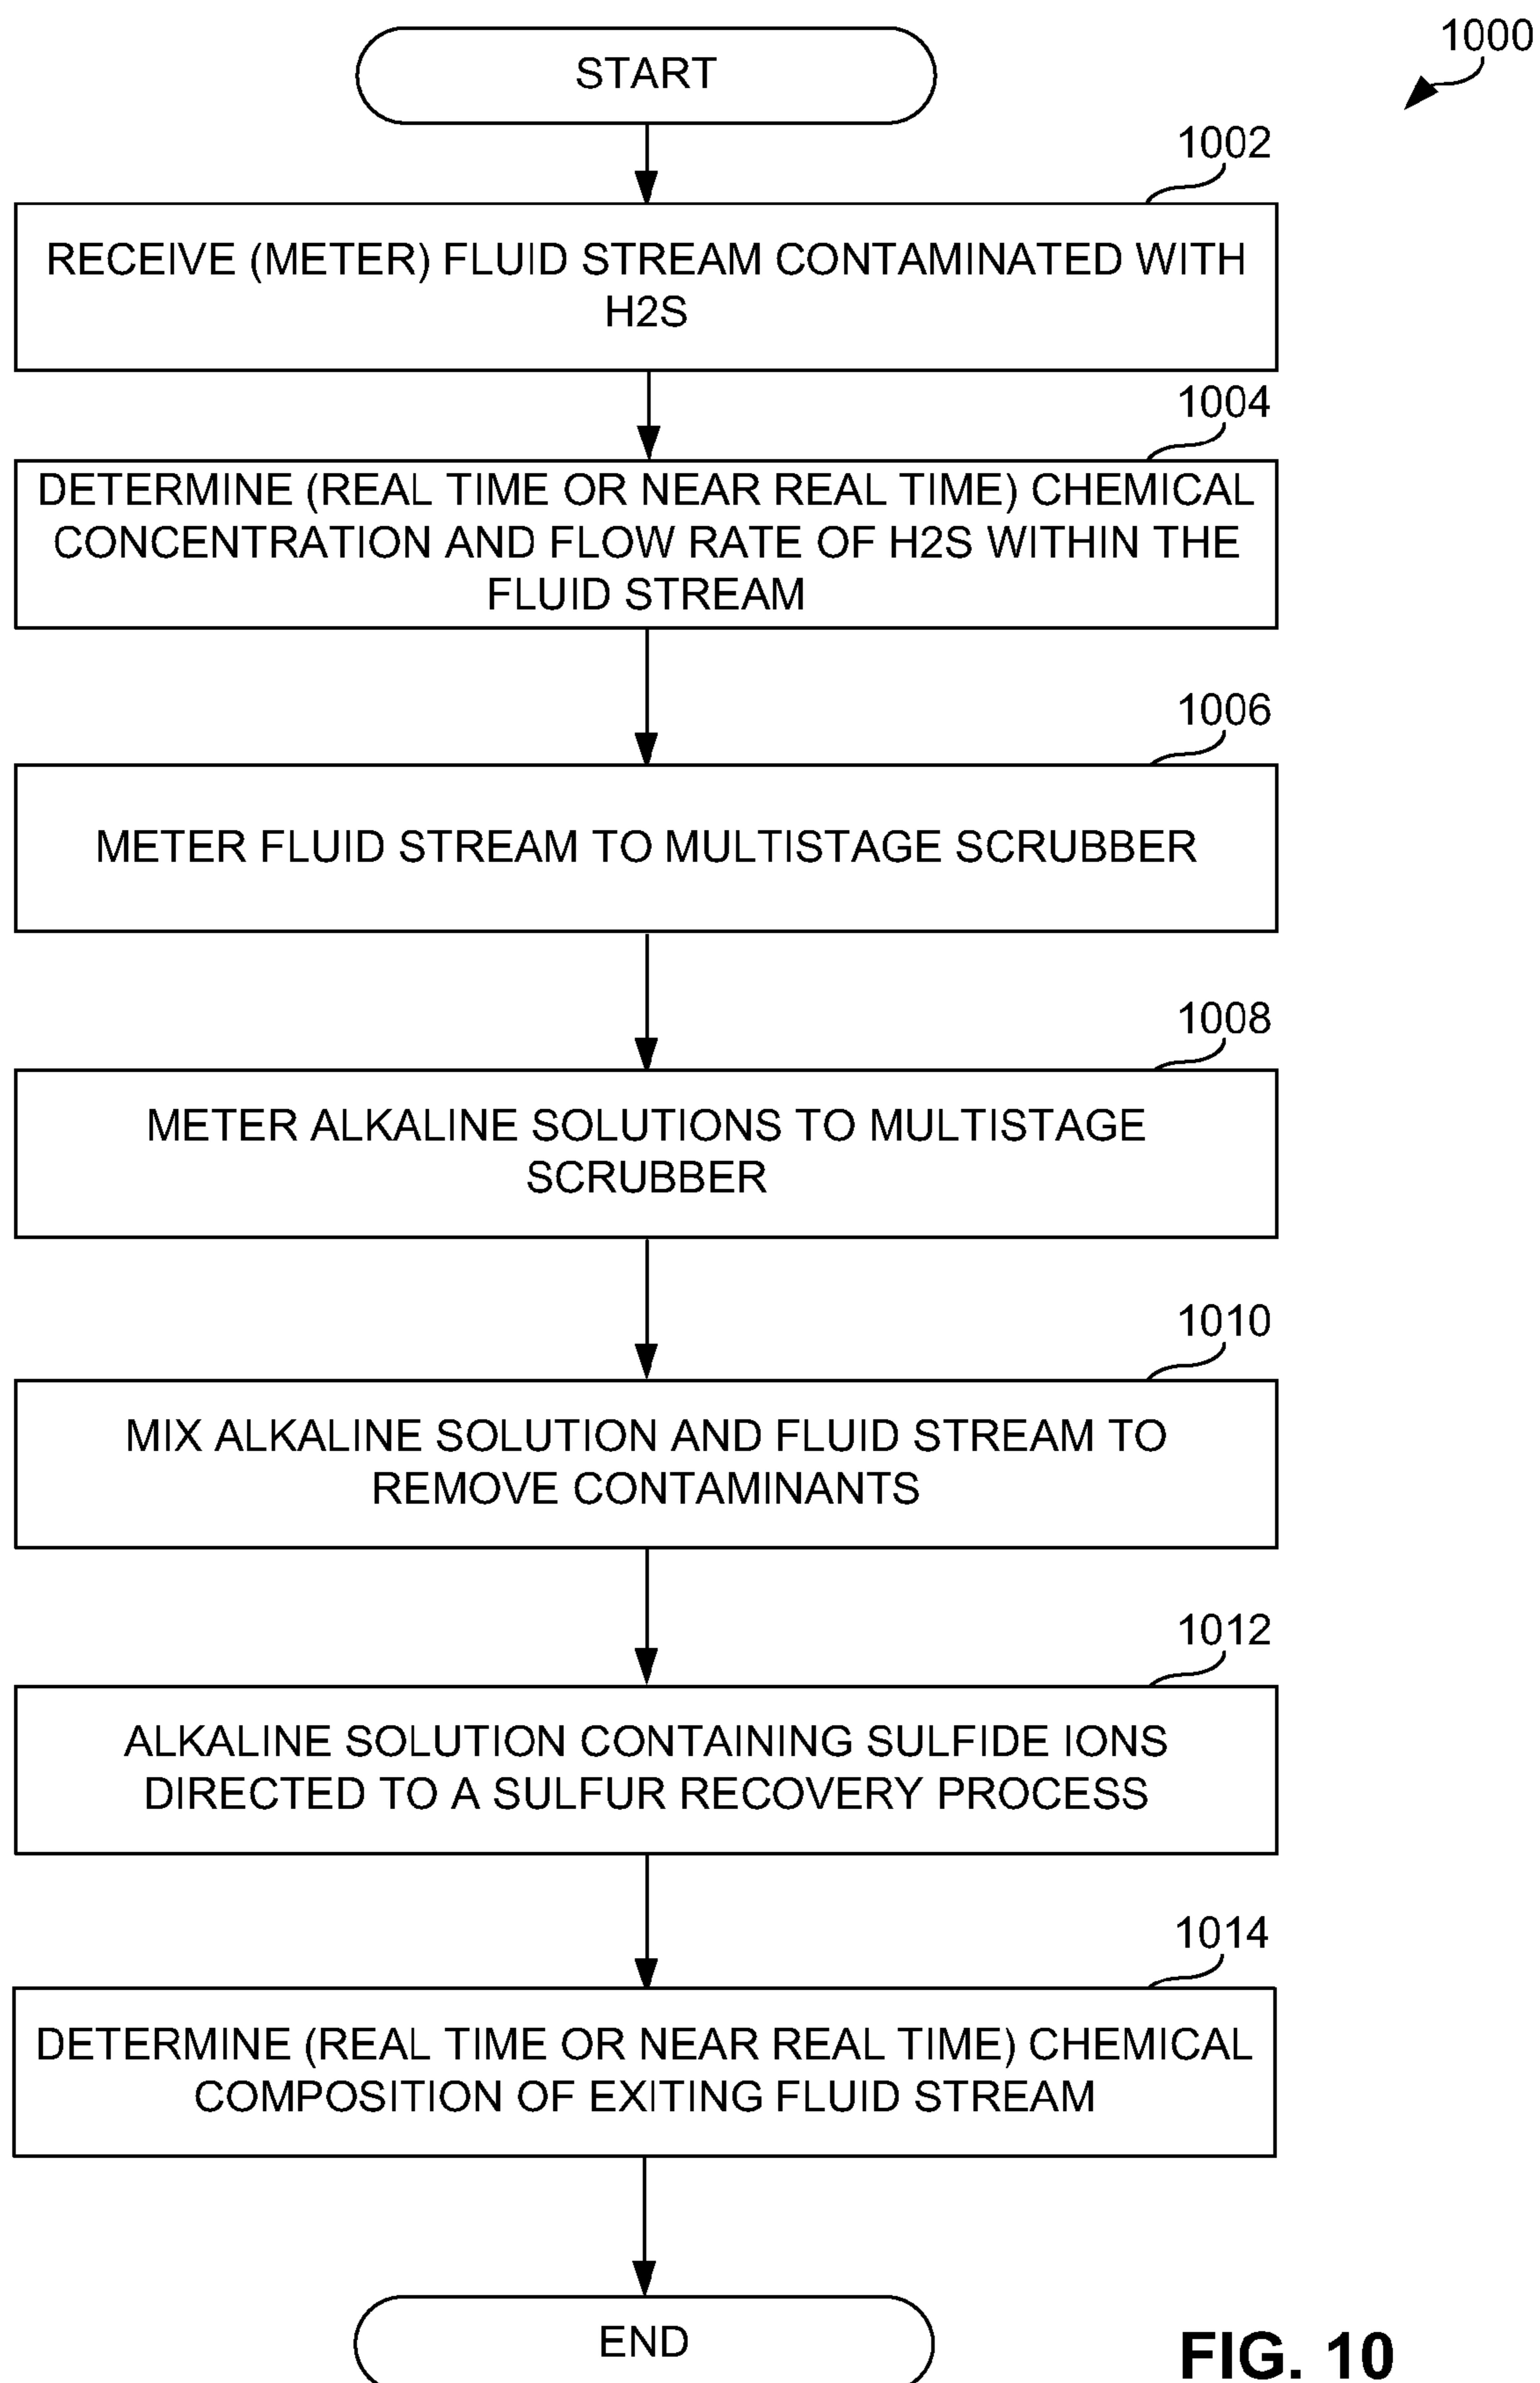 START
1000
1002
RECEIVE (METER) FLUID STREAM CONTAMINATED WITH
H2S
1004
DETERMINE (REAL TIME OR NEAR REAL TIME) CHEMICAL
CONCENTRATION AND FLOW RATE OF H2S WITHIN THE
FLUID STREAM
1006
METER FLUID STREAM TO MULTISTAGE SCRUBBER
1008
METER ALKALINE SOLUTIONS TO MULTISTAGE
SCRUBBER
1010
MIX ALKALINE SOLUTION AND FLUID STREAM TO
REMOVE CONTAMINANTS
1012
ALKALINE SOLUTION CONTAINING SULFIDE IONS
DIRECTED TO A SULFUR RECOVERY PROCESS
1014
DETERMINE (REAL TIME OR NEAR REAL TIME) CHEMICAL
COMPOSITION OF EXITING FLUID STREAM
END
FIG. 10